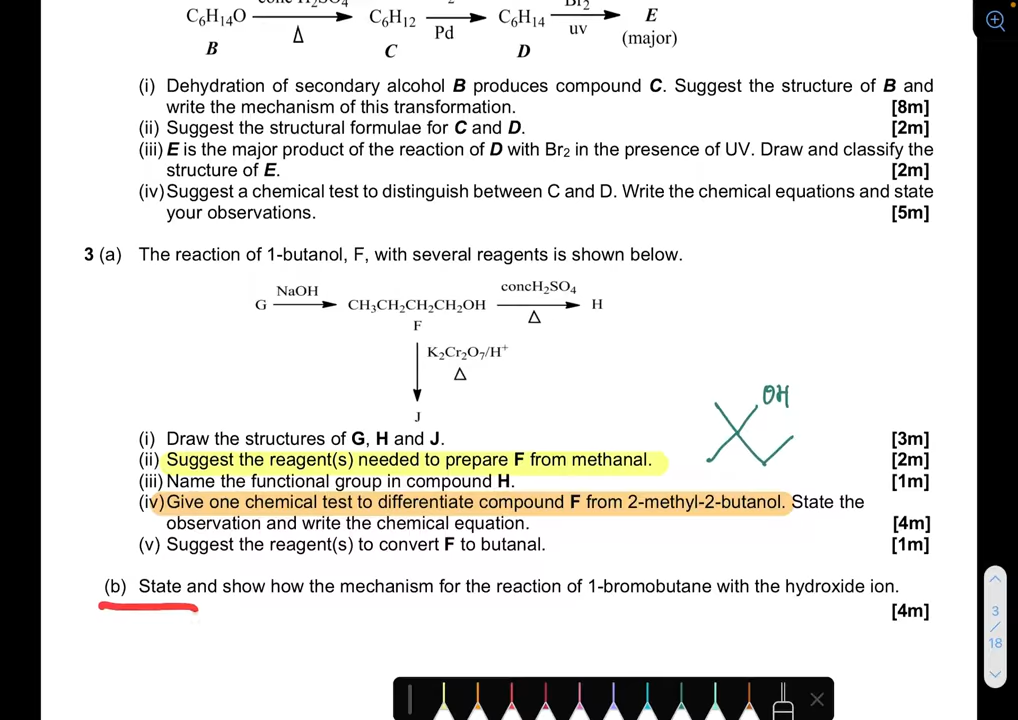 C₆H₁₄O → C₆H₁₂ → C₆H₁₄ → E
Δ Pd uv (major)
B C D
(i) Dehydration of secondary alcohol B produces compound C. Suggest the structure of B and
write the mechanism of this transformation. [8m]
(ii) Suggest the structural formulae for C and D. [2m]
(iii) E is the major product of the reaction of D with Br₂ in the presence of UV. Draw and classify the
structure of E. [2m]
(iv) Suggest a chemical test to distinguish between C and D. Write the chemical equations and state
your observations. [5m]
3 (a) The reaction of 1-butanol, F, with several reagents is shown below.
NaOH concH₂SO₄
G → CH₃CH₂CH₂CH₂OH → H
F Δ
K₂Cr₂O₇/H⁺
Δ
OH
J
(i) Draw the structures of G, H and J. [3m]
(ii) Suggest the reagent(s) needed to prepare F from methanal. [2m]
(iii) Name the functional group in compound H. [1m]
(iv) Give one chemical test to differentiate compound F from 2-methyl-2-butanol. State the
observation and write the chemical equation. [4m]
(v) Suggest the reagent(s) to convert F to butanal. [1m]
(b) State and show how the mechanism for the reaction of 1-bromobutane with the hydroxide ion.
[4m]
3
/
18